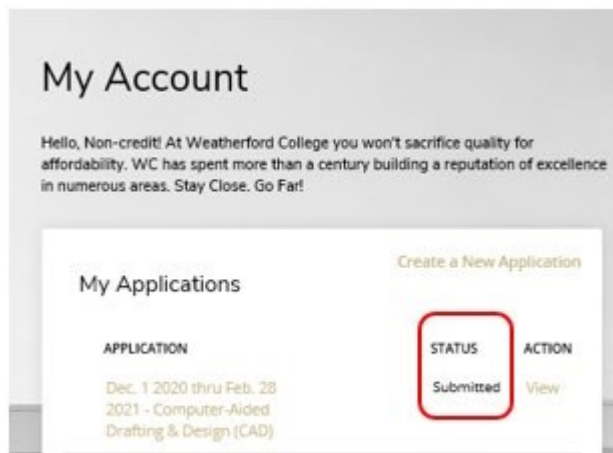 My Account
Hello, Non-credit! At Weatherford College you won't sacrifice quality for
affordability. WC has spent more than a century building a reputation of excellence
in numerous areas. Stay Close. Go Far!
Create a New Application
My Applications
APPLICATION STATUS ACTION
Dec. 1 2020 thru Feb. 28 Submitted View
2021 - Computer-Aided
Drafting & Design (CAD)